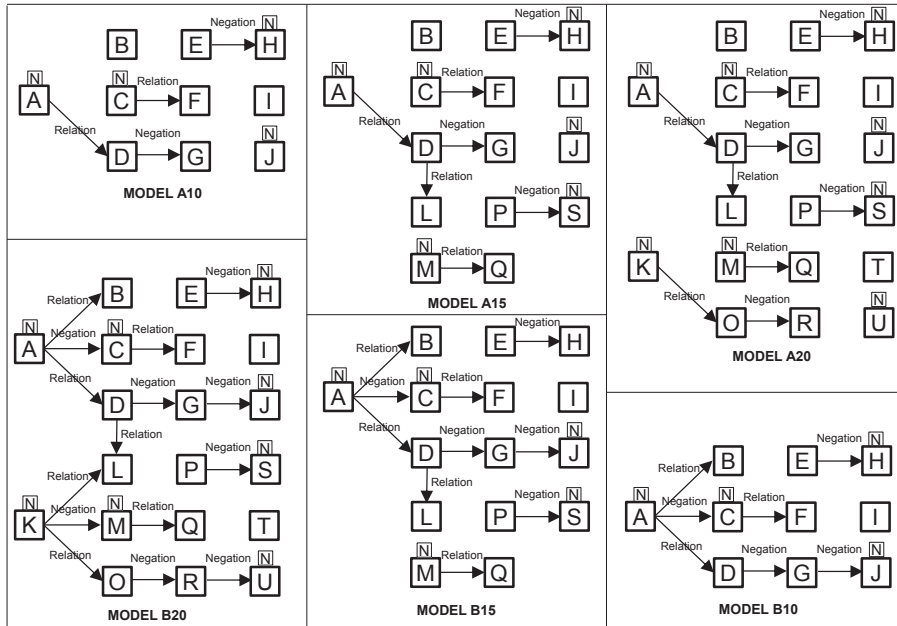 Negation
N
B E H
N N Relation
A C F I
Relation Negation N
D G J
MODEL A10
Negation
N
B E H
N N Relation
A C F I
Relation Negation N
D G J
Relation
Negation N
L P S
N Relation
M Q
MODEL A15
Negation
N
B E H
N N Relation
A C F I
Relation Negation N
D G J
Relation
Negation N
L P S
N N Relation
K M Q T
Relation Negation N
O R U
MODEL A20
Negation N
B E H
Relation
N Negation N Relation
A C F I
Relation Negation Negation N
D G J
Relation
Negation N
L P S
Relation
N Negation N Relation
K M Q T
Relation Negation Negation N
O R U
MODEL B20
Negation
B E H
Relation
N Negation N Relation
A C F I
Relation Negation Negation N
D G J
Relation
Negation N
L P S
N Relation
M Q
MODEL B15
Negation N
B E H
Relation
N Negation N Relation
A C F I
Relation Negation Negation N
D G J
MODEL B10